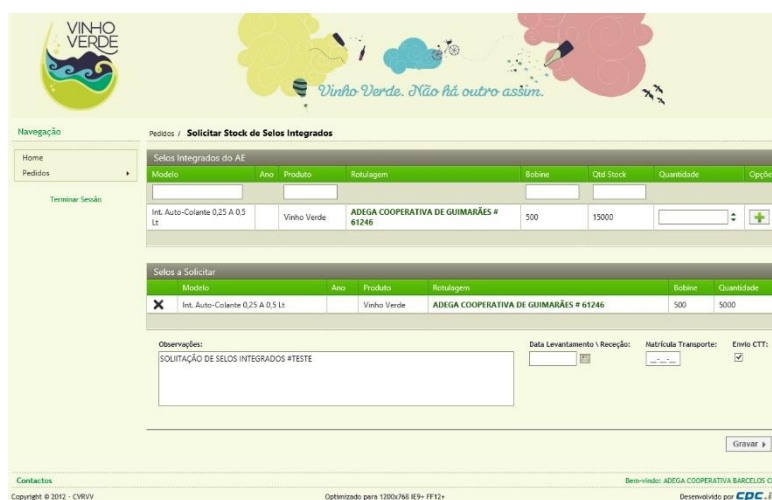 VINHO
VERDE
Vinho Verde. Não há outro assim.
Navegação
Home
Pedidos
Terminar Sessão
Pedidos / Solicitar Stock de Selos Integrados
Selos Integrados do AE
Modelo Ano Produto Rotulagem Bobine Qtd Stock Quantidade Opçõe
Int. Auto-Colante 0,25 A 0,5 Lt Vinho Verde ADEGA COOPERATIVA DE GUIMARÃES # 61246 500 15000
Selos a Solicitar
Modelo Ano Produto Rotulagem Bobine Quantidade
Int. Auto-Colante 0,25 A 0,5 Lt Vinho Verde ADEGA COOPERATIVA DE GUIMARÃES # 61246 500 5000
Observações: Data Levantamento \ Receção: Matrícula Transporte: Envio CTT:
SOLIITAÇÃO DE SELOS INTEGRADOS #TESTE
__-__-__
Gravar
Contactos Bem-vindo: ADEGA COOPERATIVA BARCELOS C
Copyright © 2012 - CVRVV Optimizado para 1200x768 IE9+ FF12+ Desenvolvido por CPC.i